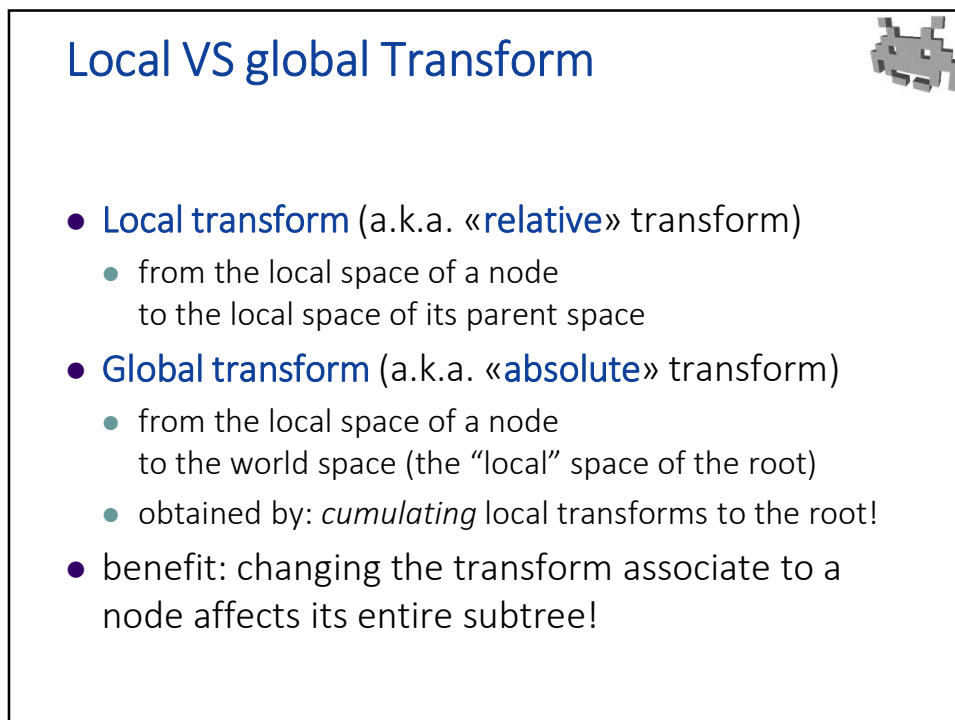 Local VS global Transform
● Local transform (a.k.a. «relative» transform)
● from the local space of a node
to the local space of its parent space
● Global transform (a.k.a. «absolute» transform)
● from the local space of a node
to the world space (the “local” space of the root)
● obtained by: cumulating local transforms to the root!
● benefit: changing the transform associate to a
node affects its entire subtree!